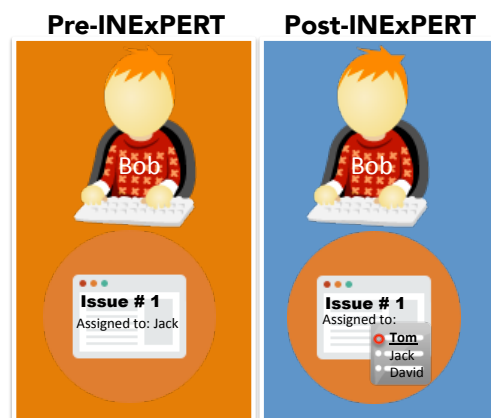 Pre-INExPERT
Post-INExPERT
Bob
Bob
Issue # 1
Assigned to: Jack
Issue # 1
Assigned to:
Tom
Jack
David